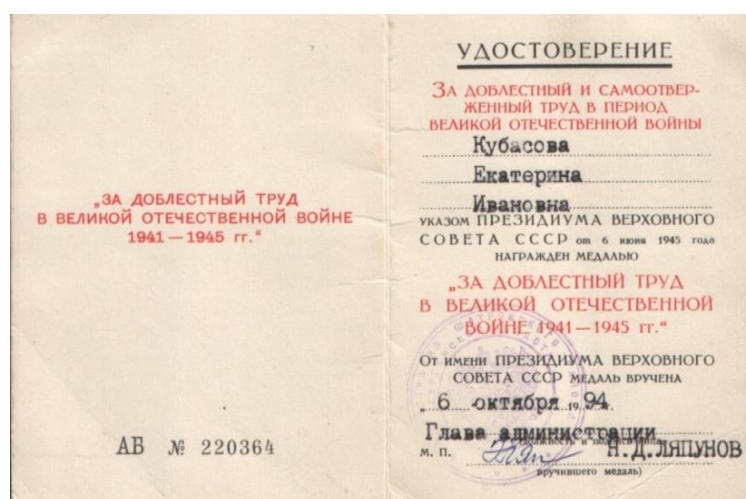 „ЗА ДОБЛЕСТНЫЙ ТРУД
В ВЕЛИКОЙ ОТЕЧЕСТВЕННОЙ ВОЙНЕ
1941—1945 гг.“
АБ № 220364
УДОСТОВЕРЕНИЕ
ЗА ДОБЛЕСТНЫЙ И САМООТВЕР-
ЖЕННЫЙ ТРУД В ПЕРИОД
ВЕЛИКОЙ ОТЕЧЕСТВЕННОЙ ВОЙНЫ
Кубасова
Екатерина
Ивановна
УКАЗОМ ПРЕЗИДИУМА ВЕРХОВНОГО
СОВЕТА СССР от 6 июня 1945 года
НАГРАЖДЕН МЕДАЛЬЮ
„ЗА ДОБЛЕСТНЫЙ ТРУД
В ВЕЛИКОЙ ОТЕЧЕСТВЕННОЙ
ВОЙНЕ 1941—1945 гг.“
ОТ ИМЕНИ ПРЕЗИДИУМА ВЕРХОВНОГО
СОВЕТА СССР МЕДАЛЬ ВРУЧЕНА
„ 6 октября 19 94 г.
Глава администрации
М. П. Н.Д.ЛЯПУНОВ
вручившего медаль)